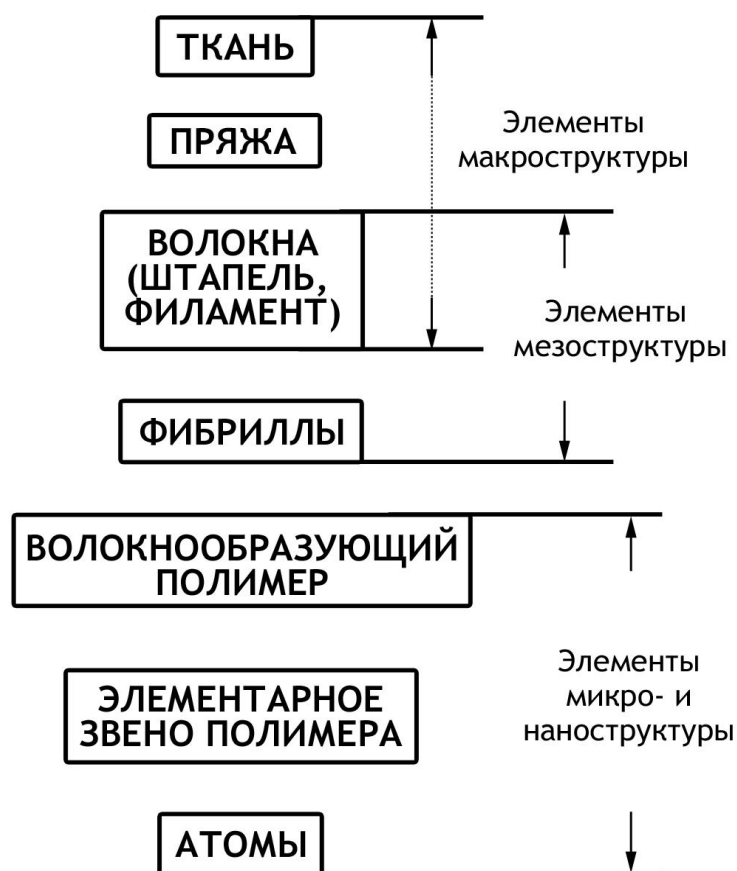 ТКАНЬ
ПРЯЖА
Элементы
макроструктуры
ВОЛОКНА
(ШТАПЕЛЬ,
ФИЛАМЕНТ)
Элементы
мезоструктуры
ФИБРИЛЛЫ
ВОЛОКНООБРАЗУЮЩИЙ
ПОЛИМЕР
ЭЛЕМЕНТАРНОЕ
ЗВЕНО ПОЛИМЕРА
Элементы
микро- и
наноструктуры
АТОМЫ